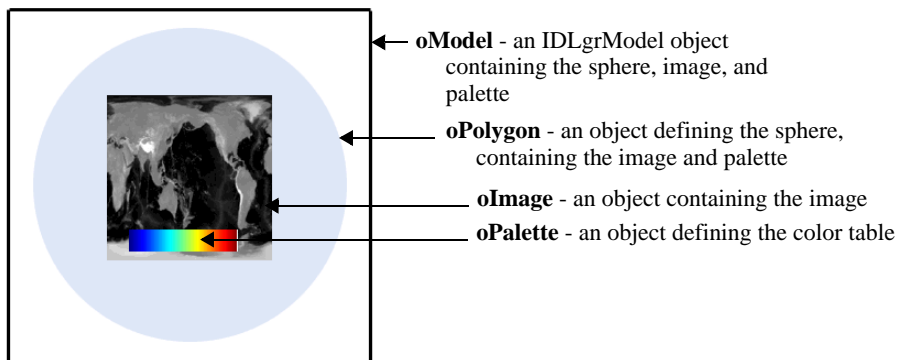 oModel - an IDLgrModel object
containing the sphere, image, and
palette
oPolygon - an object defining the sphere,
containing the image and palette
oImage - an object containing the image
oPalette - an object defining the color table